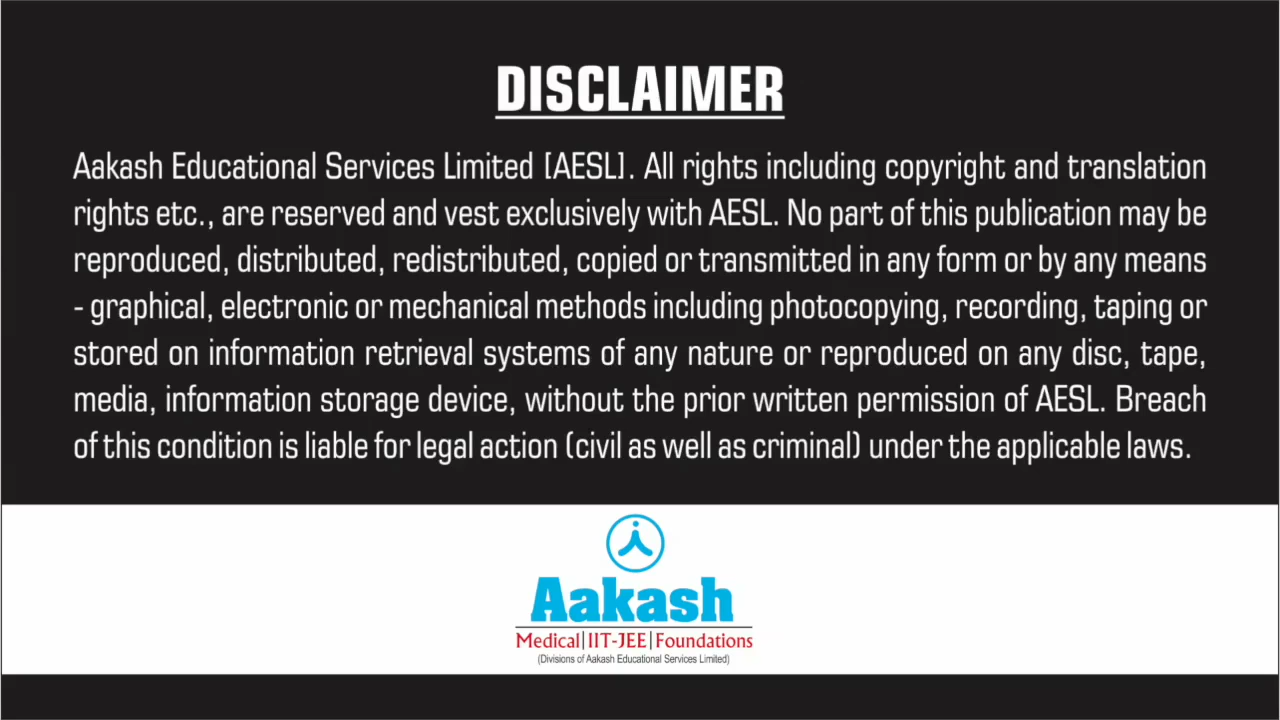 DISCLAIMER
Aakash Educational Services Limited [AESL]. All rights including copyright and translation
rights etc., are reserved and vest exclusively with AESL. No part of this publication may be
reproduced, distributed, redistributed, copied or transmitted in any form or by any means
- graphical, electronic or mechanical methods including photocopying, recording, taping or
stored on information retrieval systems of any nature or reproduced on any disc, tape,
media, information storage device, without the prior written permission of AESL. Breach
of this condition is liable for legal action (civil as well as criminal) under the applicable laws.
Aakash
Medical|IIT-JEE|Foundations
(Divisions of Aakash Educational Services Limited)